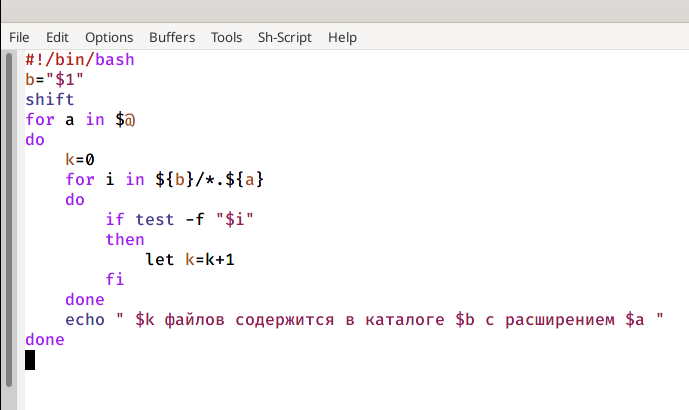 File Edit Options Buffers Tools Sh-Script Help
#!/bin/bash
b="$1"
shift
for a in $@
do
    k=0
    for i in ${b}/*.${a}
    do
        if test -f "$i"
        then
            let k=k+1
        fi
    done
    echo " $k файлов содержится в каталоге $b с расширением $a "
done